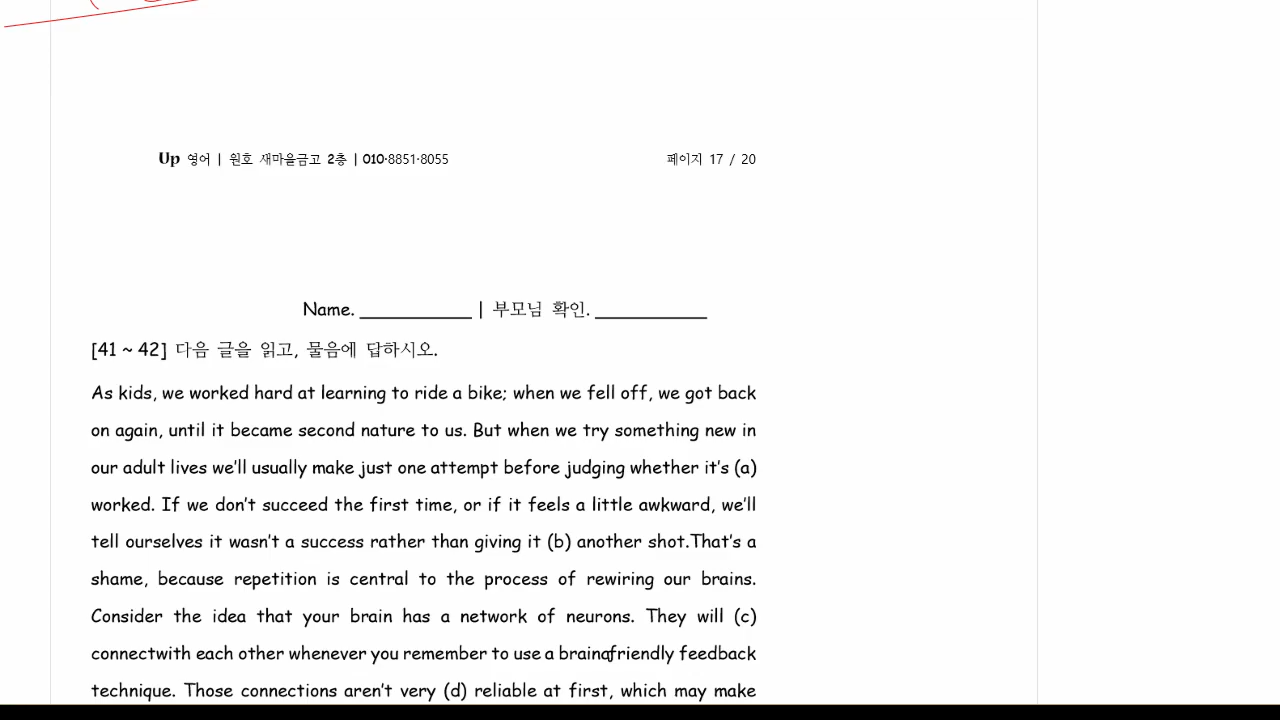 Up 영어 | 원호 새마을금고 2층 | 010-8851-8055 페이지 17 / 20
Name. ____________ | 부모님 확인. ____________
[41 ~ 42] 다음 글을 읽고, 물음에 답하시오.
As kids, we worked hard at learning to ride a bike; when we fell off, we got back
on again, until it became second nature to us. But when we try something new in
our adult lives we'll usually make just one attempt before judging whether it's (a)
worked. If we don't succeed the first time, or if it feels a little awkward, we'll
tell ourselves it wasn't a success rather than giving it (b) another shot.That's a
shame, because repetition is central to the process of rewiring our brains.
Consider the idea that your brain has a network of neurons. They will (c)
connectwith each other whenever you remember to use a brainafriendly feedback
technique. Those connections aren't very (d) reliable at first, which may make